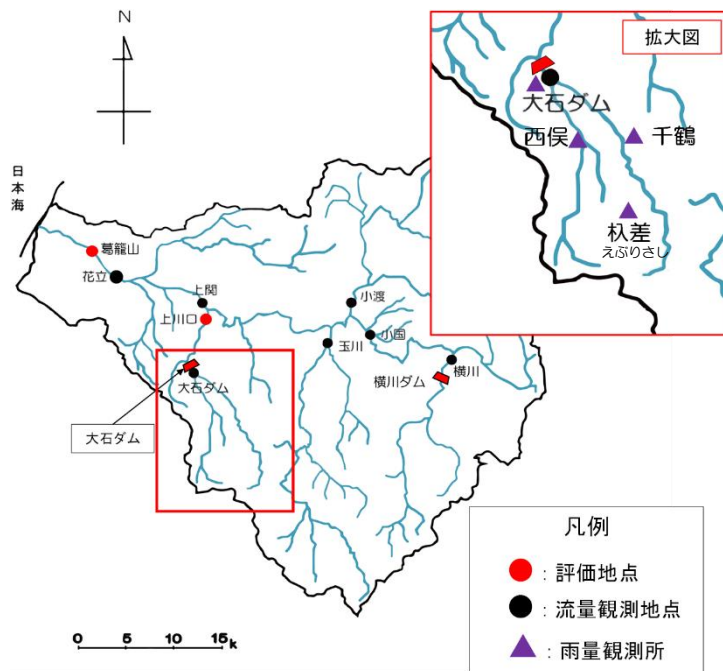 N
日本海
葛籠山
花立
上関
上川口
小渡
小国
玉川
横川
横川ダム
大石ダム
大石ダム
0 5 10 15k
拡大図
大石ダム
西俣
千鶴
杁差
えぶりさし
凡例
：評価地点
：流量観測地点
：雨量観測所